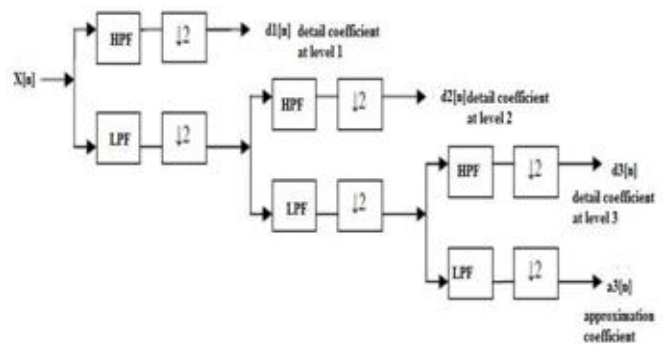 HPF
↓2
d1[n] detail coefficient
at level 1
X[n]
LPF
↓2
HPF
↓2
d2[n] detail coefficient
at level 2
LPF
↓2
HPF
↓2
d3[n]
detail coefficient
at level 3
LPF
↓2
a3[n]
approximation
coefficient